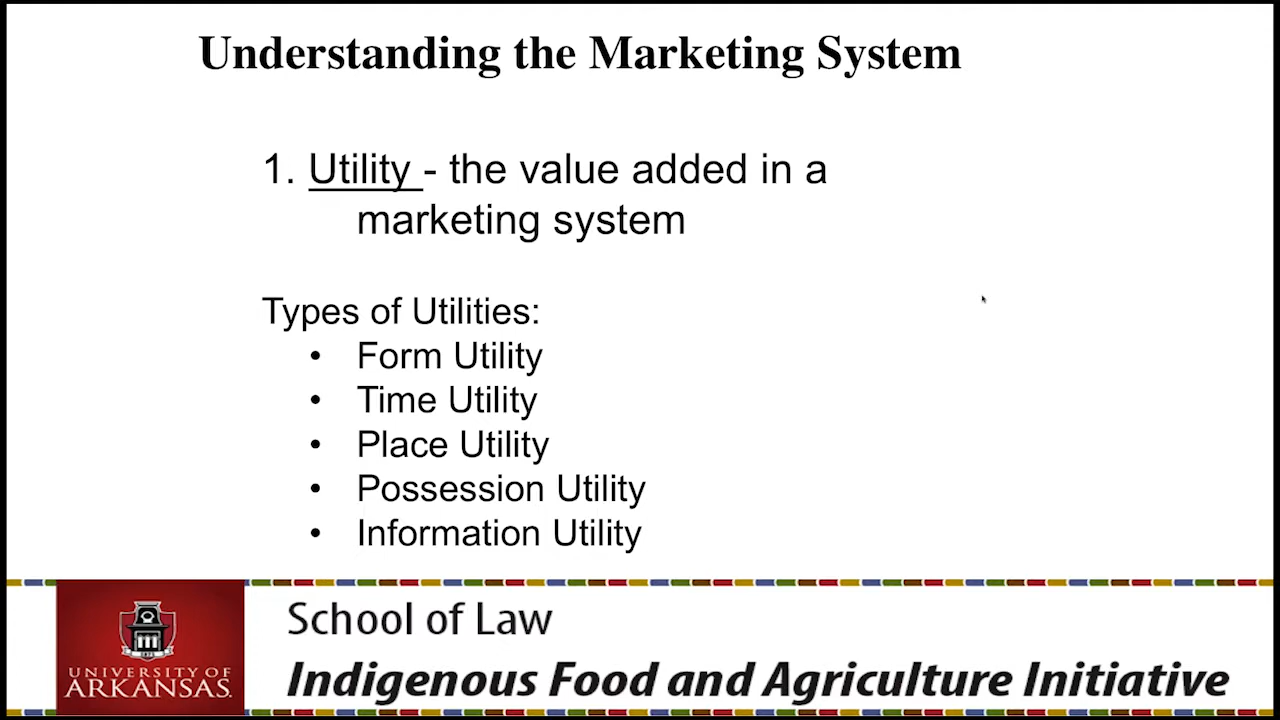 Understanding the Marketing System
1. Utility - the value added in a
marketing system
Types of Utilities:
• Form Utility
• Time Utility
• Place Utility
• Possession Utility
• Information Utility
School of Law
UNIVERSITY OF
ARKANSAS.
Indigenous Food and Agriculture Initiative